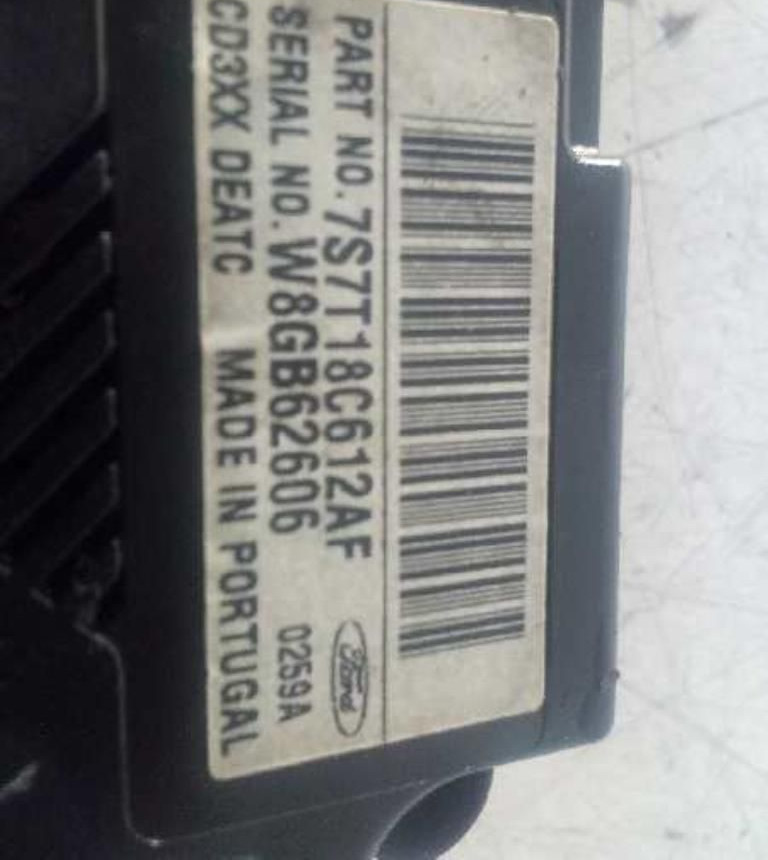 PART NO. 7S7T18C612AF
SERIAL NO. W8GB62606 0259A
CD3XX DEATC MADE IN PORTUGAL
Ford